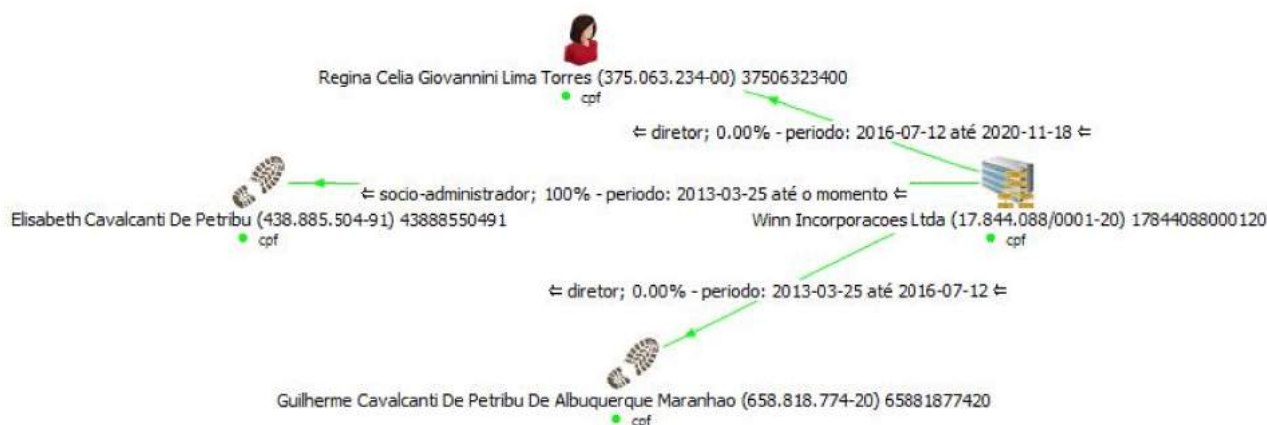 Regina Celia Giovannini Lima Torres (375.063.234-00) 37506323400
cpf
⇐ diretor; 0.00% - periodo: 2016-07-12 até 2020-11-18 ⇐
⇐ socio-administrador; 100% - periodo: 2013-03-25 até o momento ⇐
Elisabeth Cavalcanti De Petribu (438.885.504-91) 43888550491
cpf
Winn Incorporacoes Ltda (17.844.088/0001-20) 17844088000120
cpf
⇐ diretor; 0.00% - periodo: 2013-03-25 até 2016-07-12 ⇐
Guilherme Cavalcanti De Petribu De Albuquerque Maranhao (658.818.774-20) 65881877420
cpf